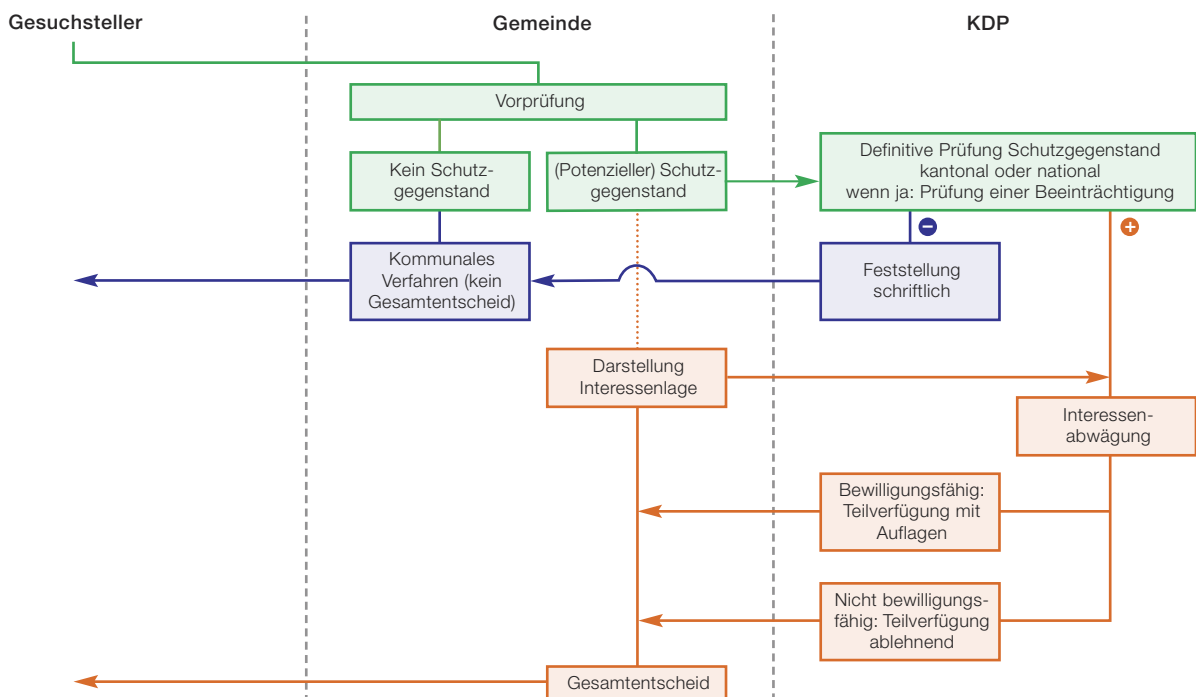 Gesuchsteller
Gemeinde
KDP
Vorprüfung
Kein Schutz-
gegenstand
(Potenzieller) Schutz-
gegenstand
Definitive Prüfung Schutzgegenstand
kantonal oder national
wenn ja: Prüfung einer Beeinträchtigung
–
+
Kommunales
Verfahren (kein
Gesamtentscheid)
Feststellung
schriftlich
Darstellung
Interessenlage
Interessen-
abwägung
Bewilligungsfähig:
Teilverfügung mit
Auflagen
Nicht bewilligungs-
fähig: Teilverfügung
ablehnend
Gesamtentscheid